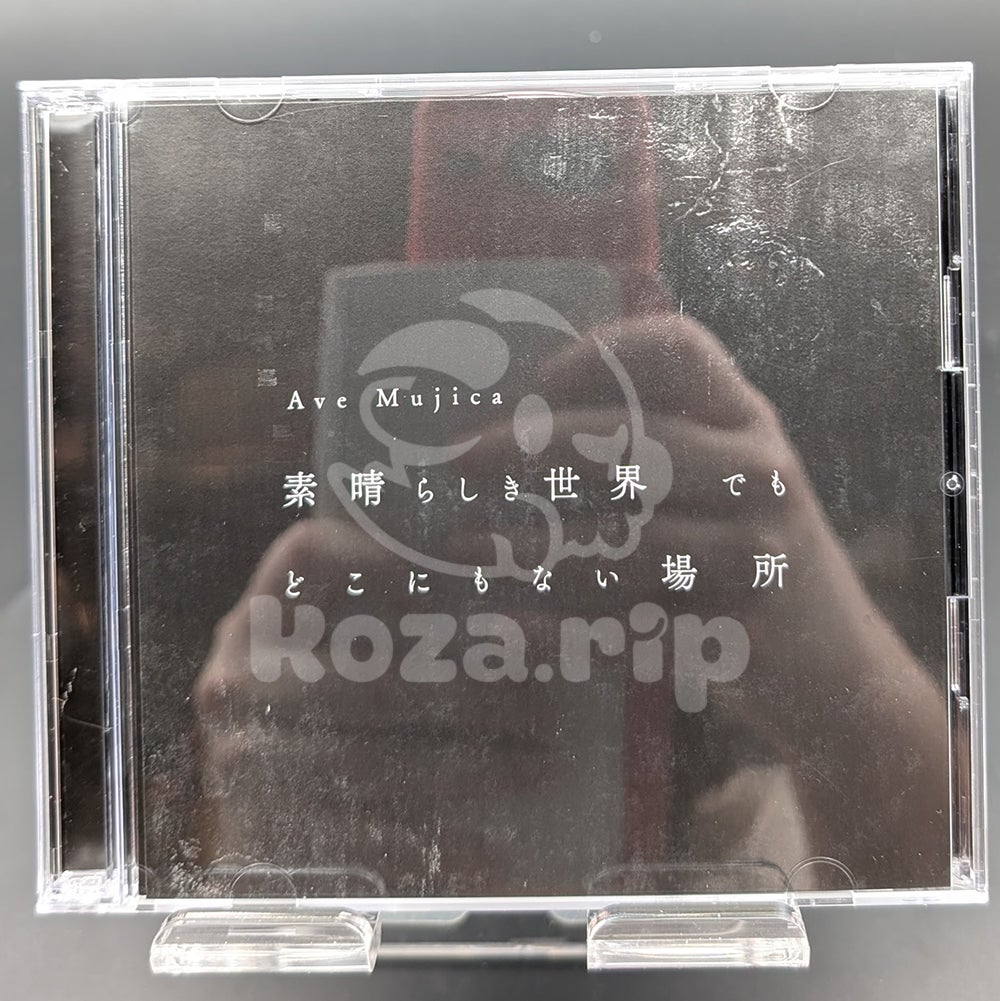 Ave Mujica
素晴らしき世界 でも
どこにもない場所
koza.rip